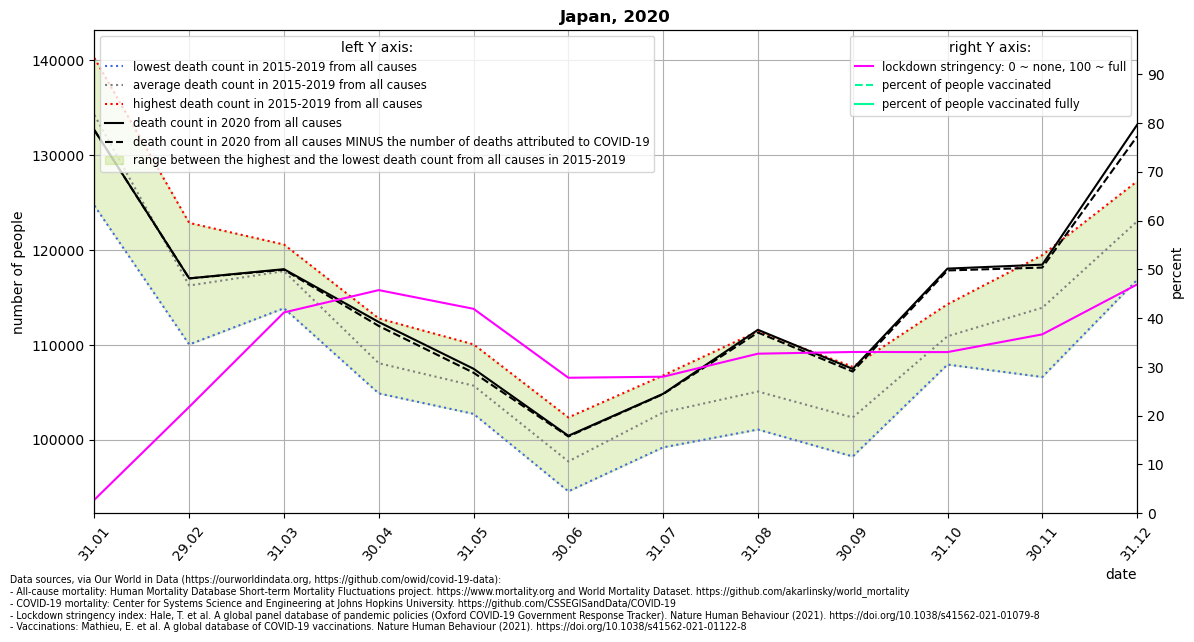 Japan, 2020
left Y axis:
lowest death count in 2015-2019 from all causes
average death count in 2015-2019 from all causes
highest death count in 2015-2019 from all causes
death count in 2020 from all causes
death count in 2020 from all causes MINUS the number of deaths attributed to COVID-19
range between the highest and the lowest death count from all causes in 2015-2019
right Y axis:
lockdown stringency: 0 ~ none, 100 ~ full
percent of people vaccinated
percent of people vaccinated fully
number of people
140000
130000
120000
110000
100000
percent
90
80
70
60
50
40
30
20
10
0
31.01
29.02
31.03
30.04
31.05
30.06
31.07
31.08
30.09
31.10
30.11
31.12
date
Data sources, via Our World in Data (https://ourworldindata.org, https://github.com/owid/covid-19-data):
- All-cause mortality: Human Mortality Database Short-term Mortality Fluctuations project. https://www.mortality.org and World Mortality Dataset. https://github.com/akarlinsky/world_mortality
- COVID-19 mortality: Center for Systems Science and Engineering at Johns Hopkins University. https://github.com/CSSEGISandData/COVID-19
- Lockdown stringency index: Hale, T. et al. A global panel database of pandemic policies (Oxford COVID-19 Government Response Tracker). Nature Human Behaviour (2021). https://doi.org/10.1038/s41562-021-01079-8
- Vaccinations: Mathieu, E. et al. A global database of COVID-19 vaccinations. Nature Human Behaviour (2021). https://doi.org/10.1038/s41562-021-01122-8